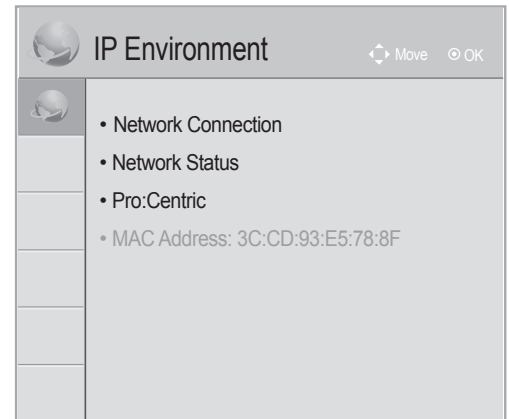 IP Environment
Move OK
• Network Connection
• Network Status
• Pro:Centric
• MAC Address: 3C:CD:93:E5:78:8F